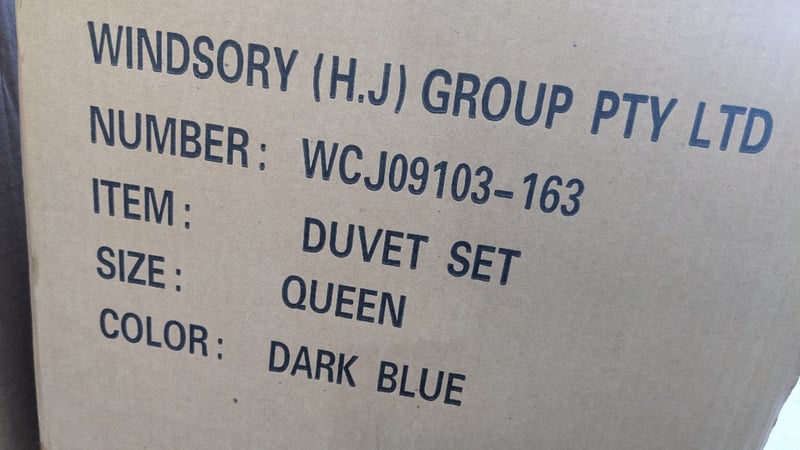 WINDSORY (H.J) GROUP PTY LTD
NUMBER: WCJ09103-163
ITEM: DUVET SET
SIZE: QUEEN
COLOR: DARK BLUE